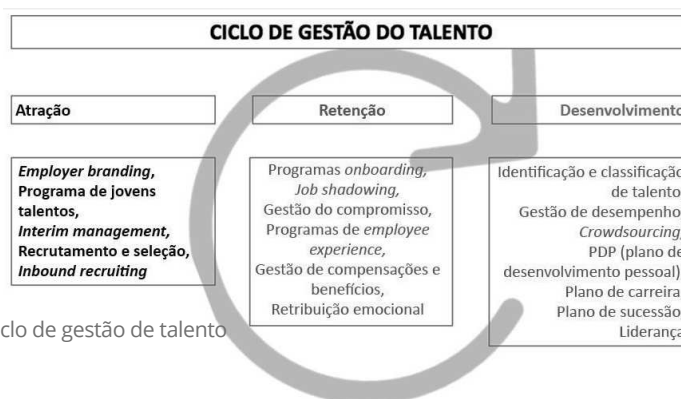 CICLO DE GESTÃO DO TALENTO
Atração
Employer branding,
Programa de jovens
talentos,
Interim management,
Recrutamento e seleção,
Inbound recruiting
Retenção
Programas onboarding,
Job shadowing,
Gestão do compromisso,
Programas de employee
experience,
Gestão de compensações e
benefícios,
Retribuição emocional
Desenvolvimento
Identificação e classificação
de talento
Gestão de desempenho
Crowdsourcing,
PDP (plano de
desenvolvimento pessoal)
Plano de carreira
Plano de sucessão
Liderança
clo de gestão de talento